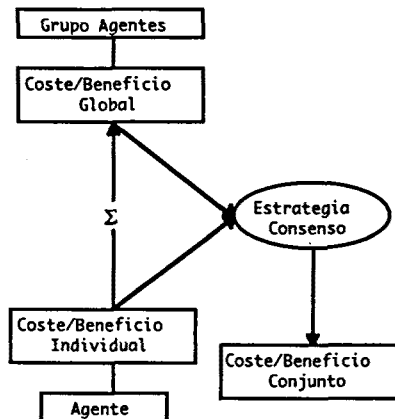 Grupo Agentes
Coste/Beneficio
Global
Σ
Estrategia
Consenso
Coste/Beneficio
Individual
Coste/Beneficio
Conjunto
Agente